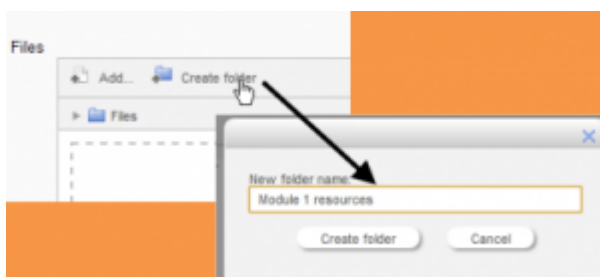 Files
Add... Create folder
Files
New folder name:
Module 1 resources
Create folder Cancel